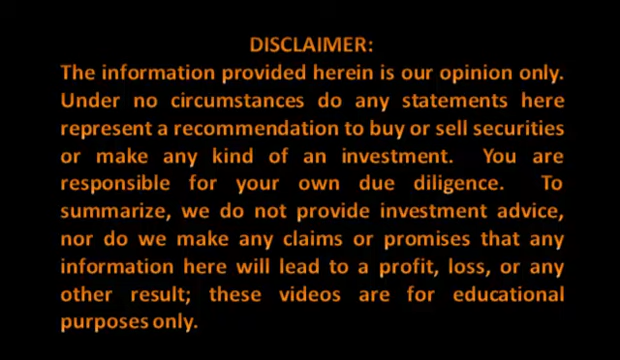 DISCLAIMER:
The information provided herein is our opinion only.
Under no circumstances do any statements here
represent a recommendation to buy or sell securities
or make any kind of an investment. You are
responsible for your own due diligence. To
summarize, we do not provide investment advice,
nor do we make any claims or promises that any
information here will lead to a profit, loss, or any
other result; these videos are for educational
purposes only.